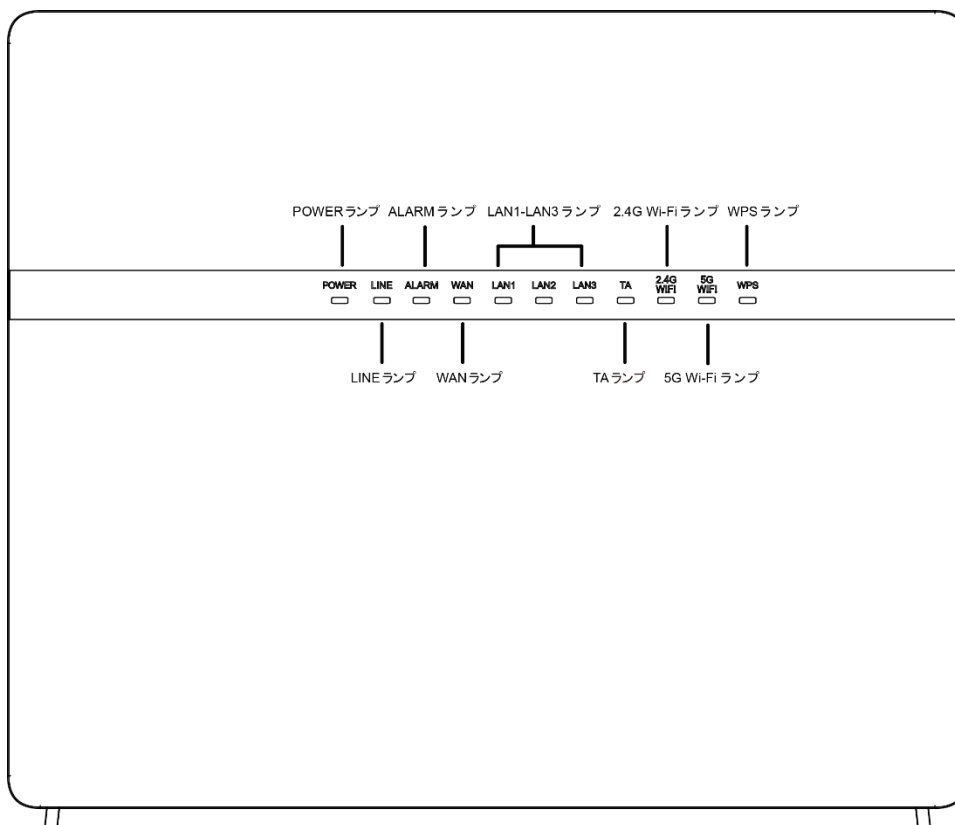 POWERランプ ALARMランプ LAN1-LAN3ランプ 2.4G Wi-Fiランプ WPSランプ
POWER LINE ALARM WAN LAN1 LAN2 LAN3 TA 2.4G WIFI 5G WIFI WPS
LINEランプ WANランプ TAランプ 5G Wi-Fiランプ